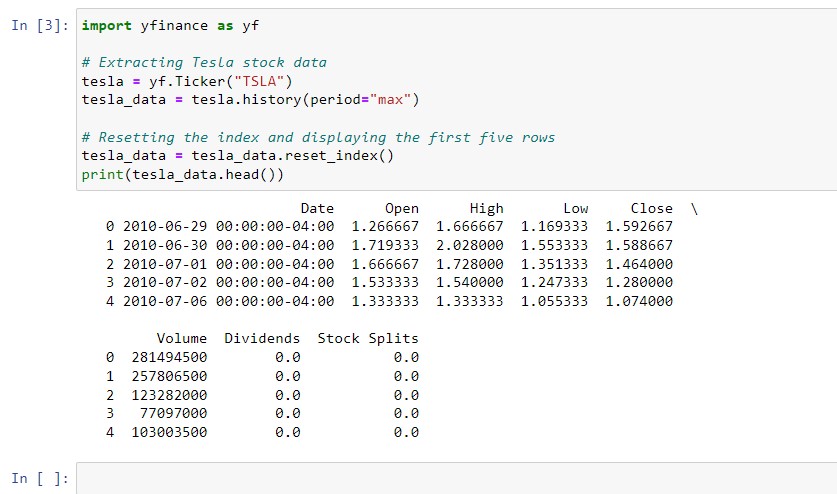 In [3]: import yfinance as yf
# Extracting Tesla stock data
tesla = yf.Ticker("TSLA")
tesla_data = tesla.history(period="max")
# Resetting the index and displaying the first five rows
tesla_data = tesla_data.reset_index()
print(tesla_data.head())
Date Open High Low Close \
0 2010-06-29 00:00:00-04:00 1.266667 1.666667 1.169333 1.592667
1 2010-06-30 00:00:00-04:00 1.719333 2.028000 1.553333 1.588667
2 2010-07-01 00:00:00-04:00 1.666667 1.728000 1.351333 1.464000
3 2010-07-02 00:00:00-04:00 1.533333 1.540000 1.247333 1.280000
4 2010-07-06 00:00:00-04:00 1.333333 1.333333 1.055333 1.074000
Volume Dividends Stock Splits
0 281494500 0.0 0.0
1 257806500 0.0 0.0
2 123282000 0.0 0.0
3 77097000 0.0 0.0
4 103003500 0.0 0.0
In [ ]: